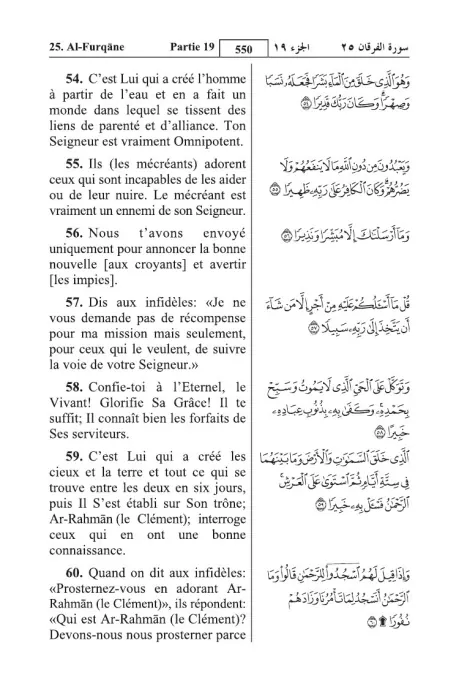 25. Al-Furqāne Partie 19 550 الجزء ١٩ سورة الفرقان ٢٥
54. C'est Lui qui a créé l'homme
à partir de l'eau et en a fait un
monde dans lequel se tissent des
liens de parenté et d'alliance. Ton
Seigneur est vraiment Omnipotent.
55. Ils (les mécréants) adorent
ceux qui sont incapables de les aider
ou de leur nuire. Le mécréant est
vraiment un ennemi de son Seigneur.
56. Nous t'avons envoyé
uniquement pour annoncer la bonne
nouvelle [aux croyants] et avertir
[les impies].
57. Dis aux infidèles: «Je ne
vous demande pas de récompense
pour ma mission mais seulement,
pour ceux qui le veulent, de suivre
la voie de votre Seigneur.»
58. Confie-toi à l'Eternel, le
Vivant! Glorifie Sa Grâce! Il te
suffit; Il connaît bien les forfaits de
Ses serviteurs.
59. C'est Lui qui a créé les
cieux et la terre et tout ce qui se
trouve entre les deux en six jours,
puis Il S'est établi sur Son trône;
Ar-Rahmān (le Clément); interroge
ceux qui en ont une bonne
connaissance.
60. Quand on dit aux infidèles:
«Prosternez-vous en adorant Ar-
Rahmān (le Clément)», ils répondent:
«Qui est Ar-Rahmān (le Clément)?
Devons-nous nous prosterner parce
وَهُوَ ٱلَّذِى خَلَقَ مِنَ ٱلْمَآءِ بَشَرًا فَجَعَلَهُۥ نَسَبًا
وَصِهْرًا وَكَانَ رَبُّكَ قَدِيرًا ٥٤
وَيَعْبُدُونَ مِن دُونِ ٱللَّهِ مَا لَا يَنفَعُهُمْ وَلَا
يَضُرُّهُمْ وَكَانَ ٱلْكَافِرُ عَلَىٰ رَبِّهِۦ ظَهِيرًا ٥٥
وَمَآ أَرْسَلْنَٰكَ إِلَّا مُبَشِّرًا وَنَذِيرًا ٥٦
قُلْ مَآ أَسْـَٔلُكُمْ عَلَيْهِ مِنْ أَجْرٍ إِلَّا مَن شَآءَ
أَن يَتَّخِذَ إِلَىٰ رَبِّهِۦ سَبِيلًا ٥٧
وَتَوَكَّلْ عَلَى ٱلْحَىِّ ٱلَّذِى لَا يَمُوتُ وَسَبِّحْ
بِحَمْدِهِۦ وَكَفَىٰ بِهِۦ بِذُنُوبِ عِبَادِهِۦ
خَبِيرًا ٥٨
ٱلَّذِى خَلَقَ ٱلسَّمَٰوَٰتِ وَٱلْأَرْضَ وَمَا بَيْنَهُمَا
فِى سِتَّةِ أَيَّامٍ ثُمَّ ٱسْتَوَىٰ عَلَى ٱلْعَرْشِ
ٱلرَّحْمَٰنُ فَسْـَٔلْ بِهِۦ خَبِيرًا ٥٩
وَإِذَا قِيلَ لَهُمُ ٱسْجُدُوا۟ لِلرَّحْمَٰنِ قَالُوا۟ وَمَا
ٱلرَّحْمَٰنُ أَنَسْجُدُ لِمَا تَأْمُرُنَا وَزَادَهُمْ
نُفُورًا ۩ ٦٠